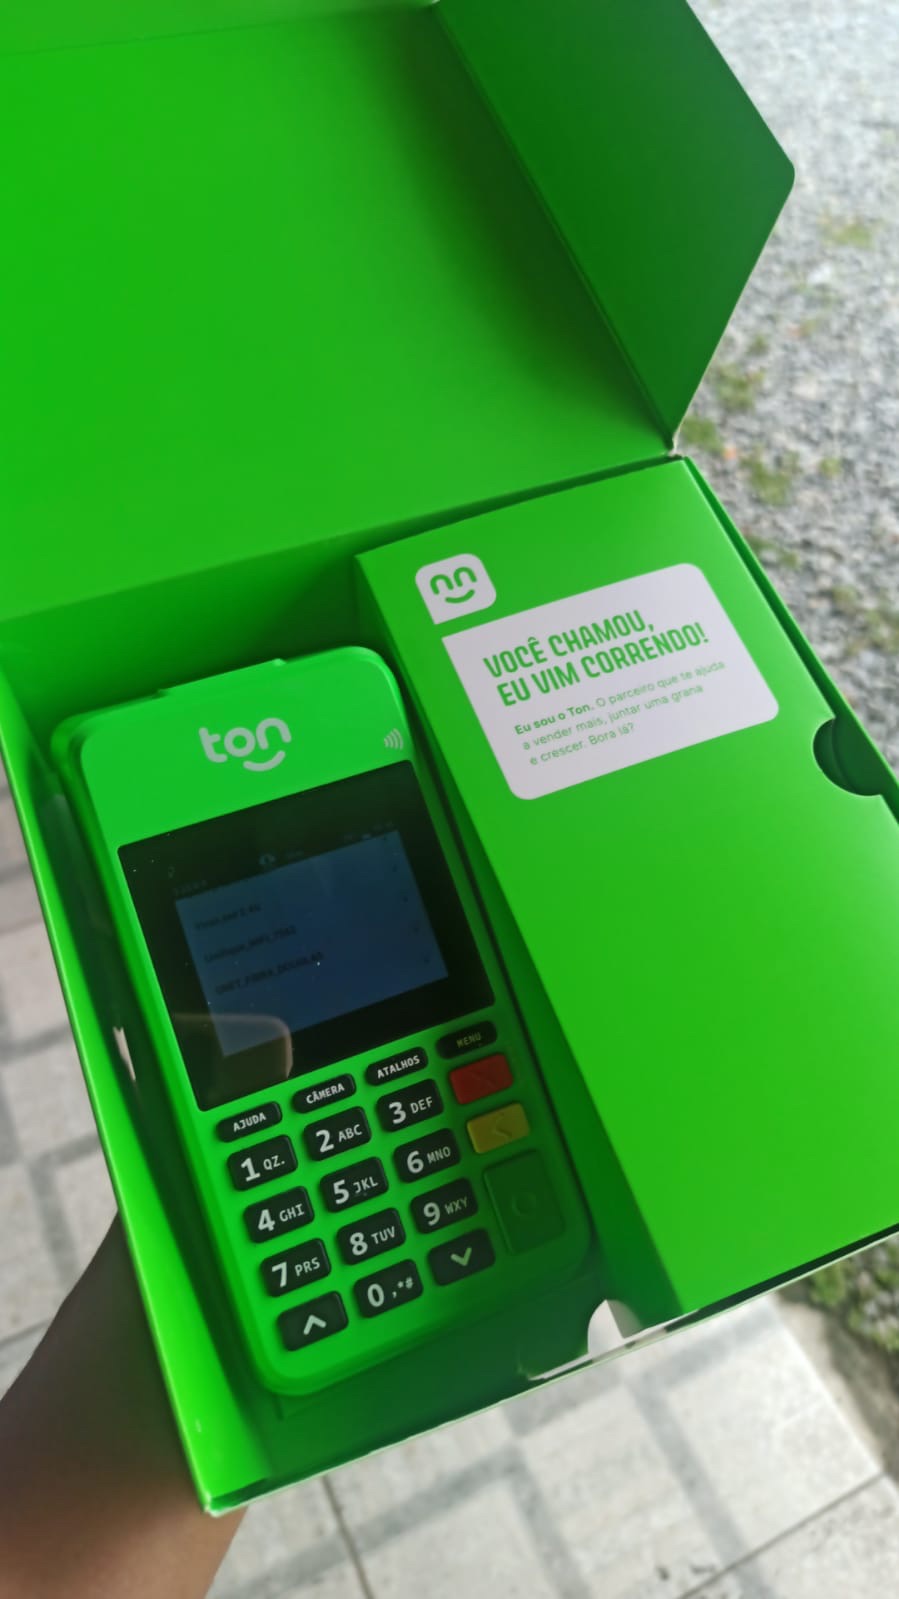 VOCÊ CHAMOU,
EU VIM CORRENDO!
Eu sou o Ton. O parceiro que te ajuda
a vender mais, juntar uma grana
e crescer. Bora lá?
ton
AJUDA CÂMERA ATALHOS MENU
1 QZ. 2 ABC 3 DEF
4 GHI 5 JKL 6 MNO
7 PRS 8 TUV 9 WXY
0 ,*#